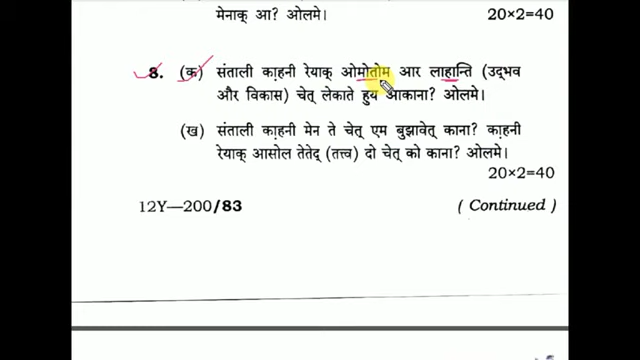 मेनाक् आ? ओलमे।
20×2=40
8. (क) संताली का़हनी रेयाक् ओमोतोम आर लाहान्ति (उद्भव
और विकास) चेत् लेकाते हुय आकाना? ओलमे।
(ख) संताली का़हनी मेन ते चेत् एम बुझावेत् काना? का़हनी
रेयाक् आसोल तेतेद् (तत्त्व) दो चेत् को काना? ओलमे।
20×2=40
12Y—200/83
( Continued )